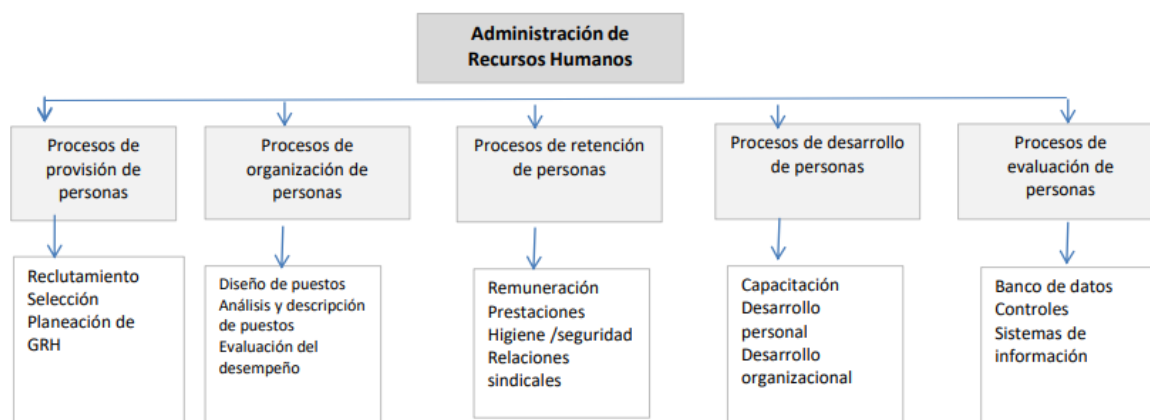 Administración de
Recursos Humanos
Procesos de
provisión de
personas
Procesos de
organización de
personas
Procesos de retención
de personas
Procesos de desarrollo
de personas
Procesos de
evaluación de
personas
Reclutamiento
Selección
Planeación de
GRH
Diseño de puestos
Análisis y descripción
de puestos
Evaluación del
desempeño
Remuneración
Prestaciones
Higiene /seguridad
Relaciones
sindicales
Capacitación
Desarrollo
personal
Desarrollo
organizacional
Banco de datos
Controles
Sistemas de
información